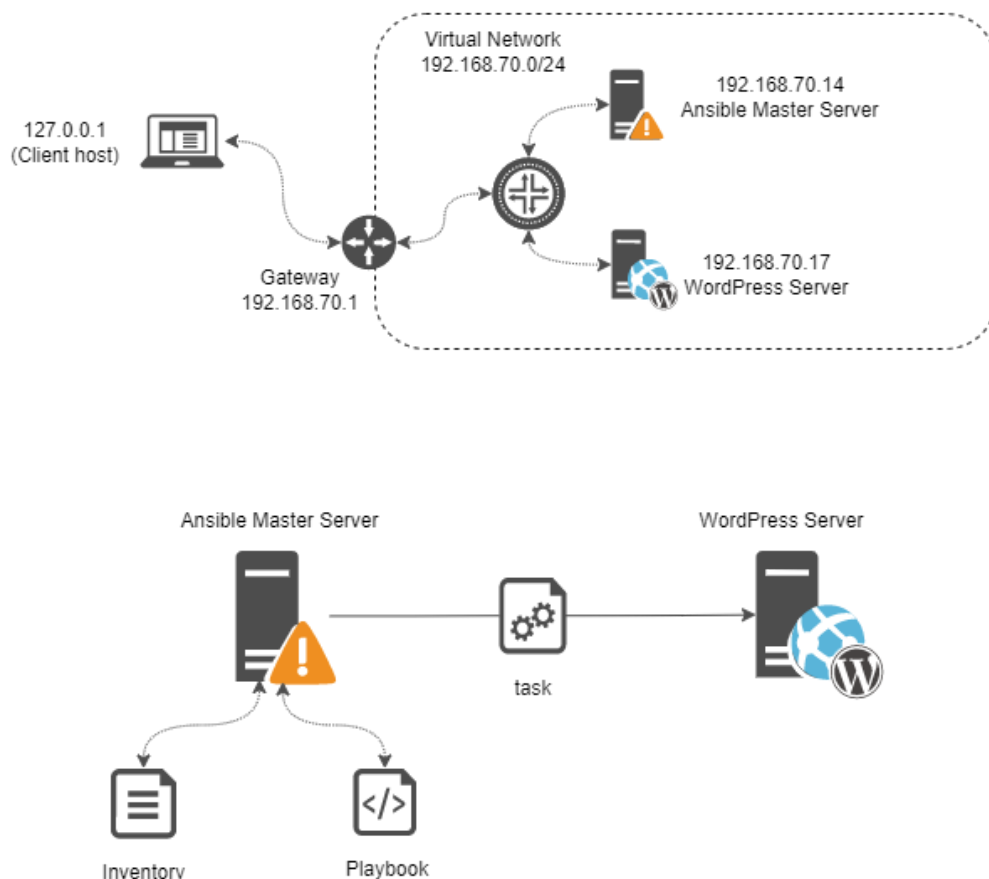 Virtual Network
192.168.70.0/24
192.168.70.14
Ansible Master Server
127.0.0.1
(Client host)
Gateway
192.168.70.1
192.168.70.17
WordPress Server
Ansible Master Server
WordPress Server
task
Inventory
Playbook